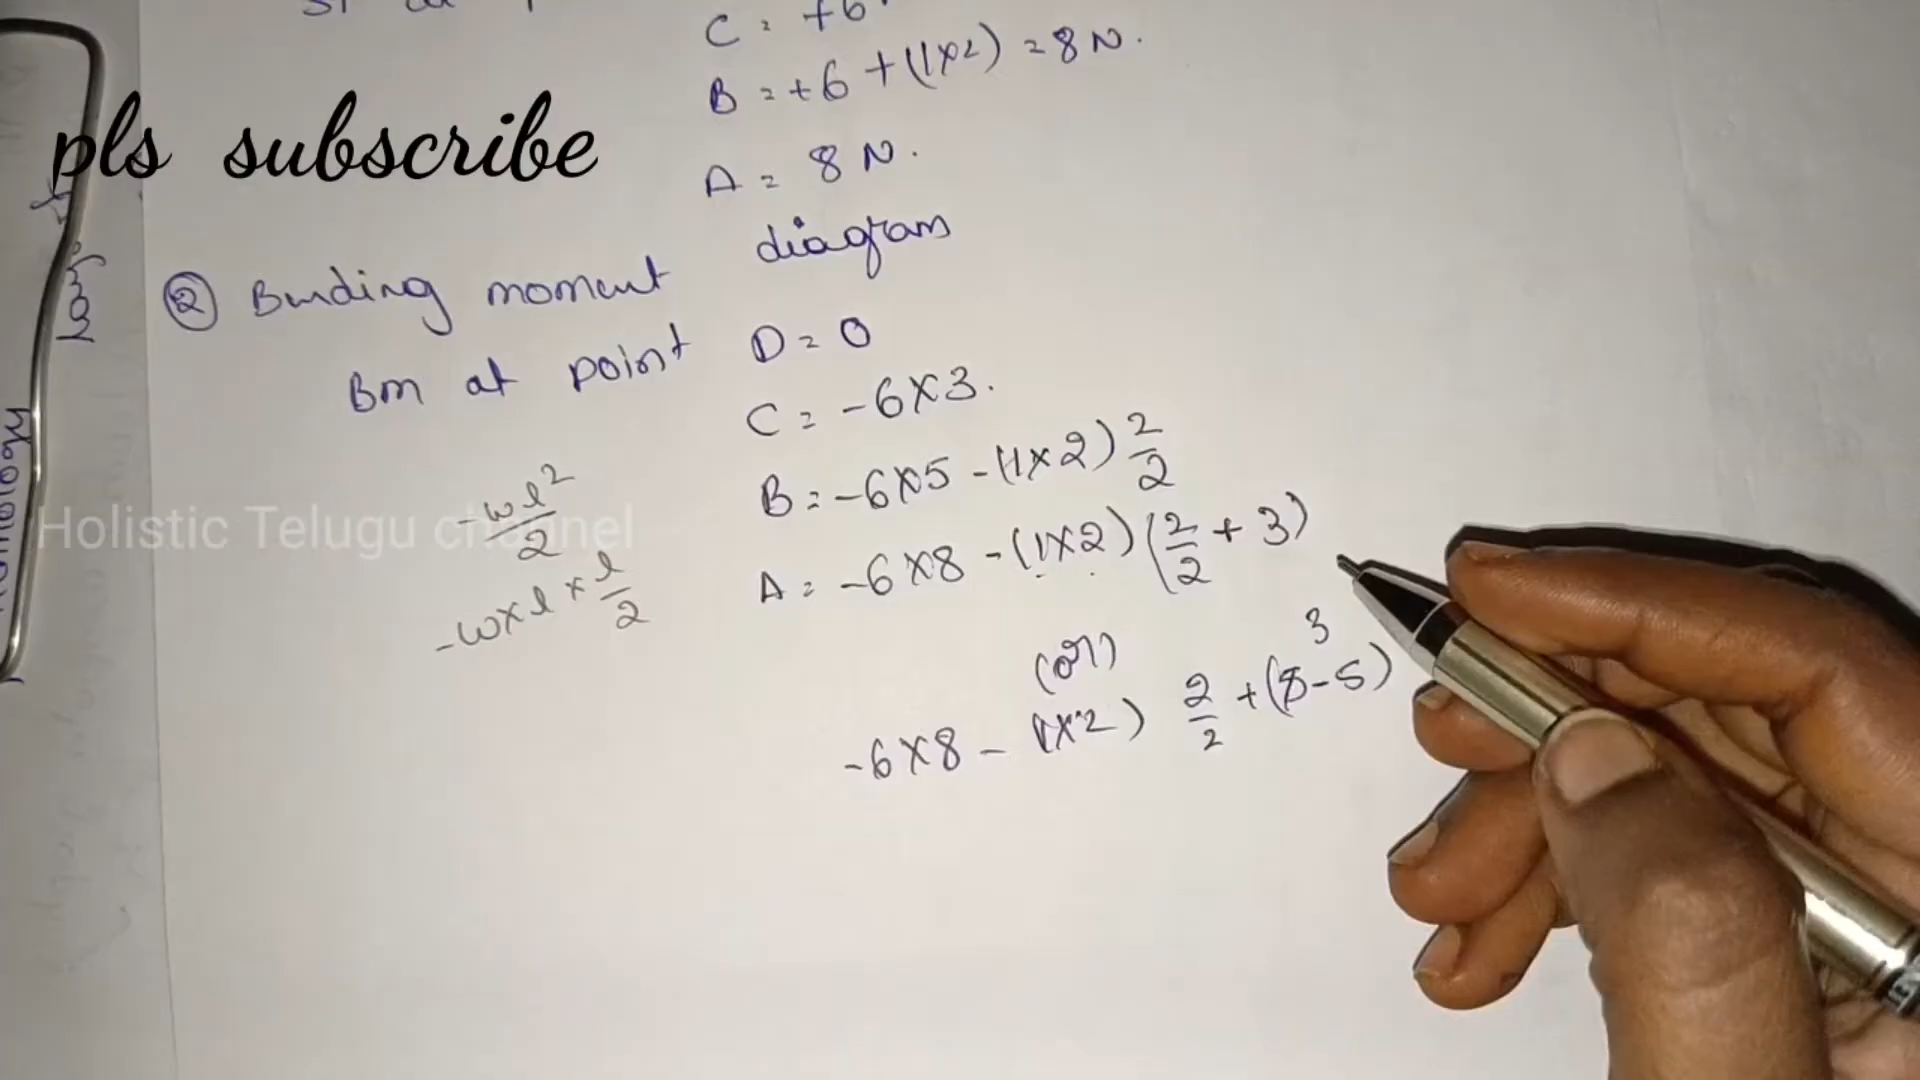 C = +6
B = +6 + (1×2) = 8 N.
pls subscribe
A = 8 N.
② Bending moment diagram
Bm at point D = 0
C = -6×3.
B = -6×5 - (1×2) 2/2
-wl²/2
Holistic Telugu channel
A = -6×8 - (1×2) (2/2 + 3)
-w×l×l/2
(or)
3
-6×8 - (1×2) 2/2 + (8-5)